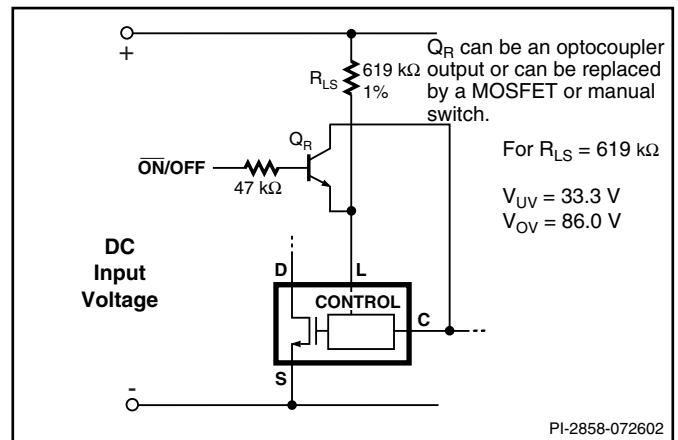 +
R_LS
619 kΩ
1%
Q_R can be an optocoupler
output or can be replaced
by a MOSFET or manual
switch.
Q_R
ON/OFF
47 kΩ
For R_LS = 619 kΩ
V_UV = 33.3 V
V_OV = 86.0 V
DC
Input
Voltage
D
L
CONTROL
C
S
-
PI-2858-072602